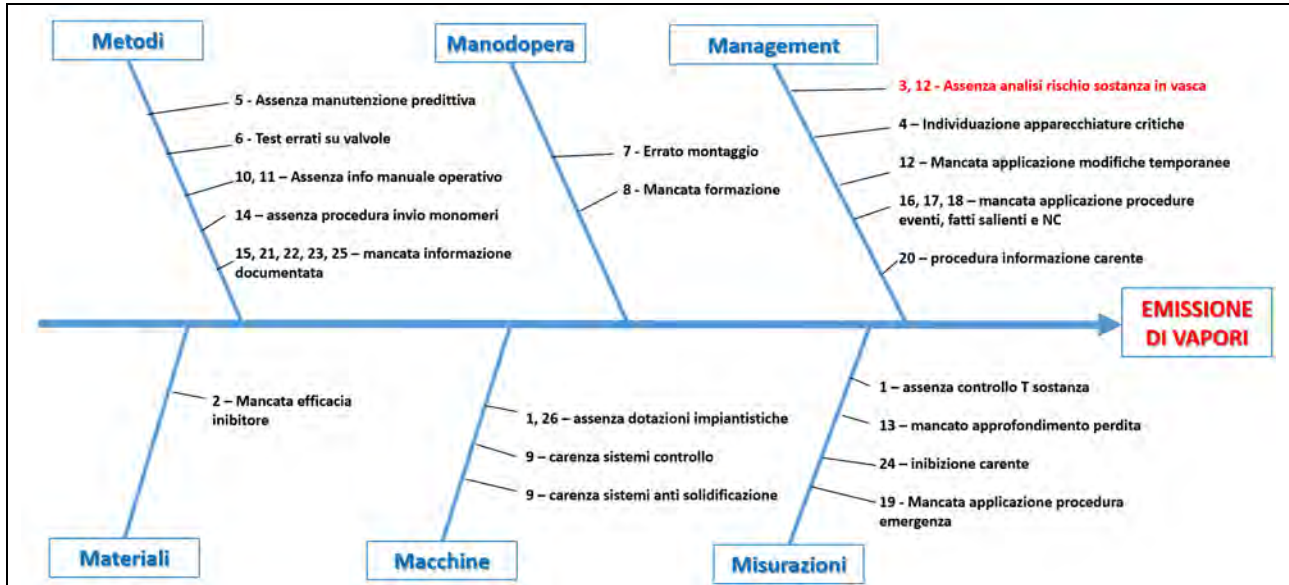 Metodi
Manodopera
Management
5 - Assenza manutenzione predittiva
6 - Test errati su valvole
10, 11 – Assenza info manuale operativo
14 – assenza procedura invio monomeri
15, 21, 22, 23, 25 – mancata informazione
documentata
7 - Errato montaggio
8 - Mancata formazione
3, 12 - Assenza analisi rischio sostanza in vasca
4 – Individuazione apparecchiature critiche
12 – Mancata applicazione modifiche temporanee
16, 17, 18 – mancata applicazione procedure
eventi, fatti salienti e NC
20 – procedura informazione carente
EMISSIONE
DI VAPORI
2 – Mancata efficacia
inibitore
1, 26 – assenza dotazioni impiantistiche
9 – carenza sistemi controllo
9 – carenza sistemi anti solidificazione
1 – assenza controllo T sostanza
13 – mancato approfondimento perdita
24 – inibizione carente
19 - Mancata applicazione procedura
emergenza
Materiali
Macchine
Misurazioni